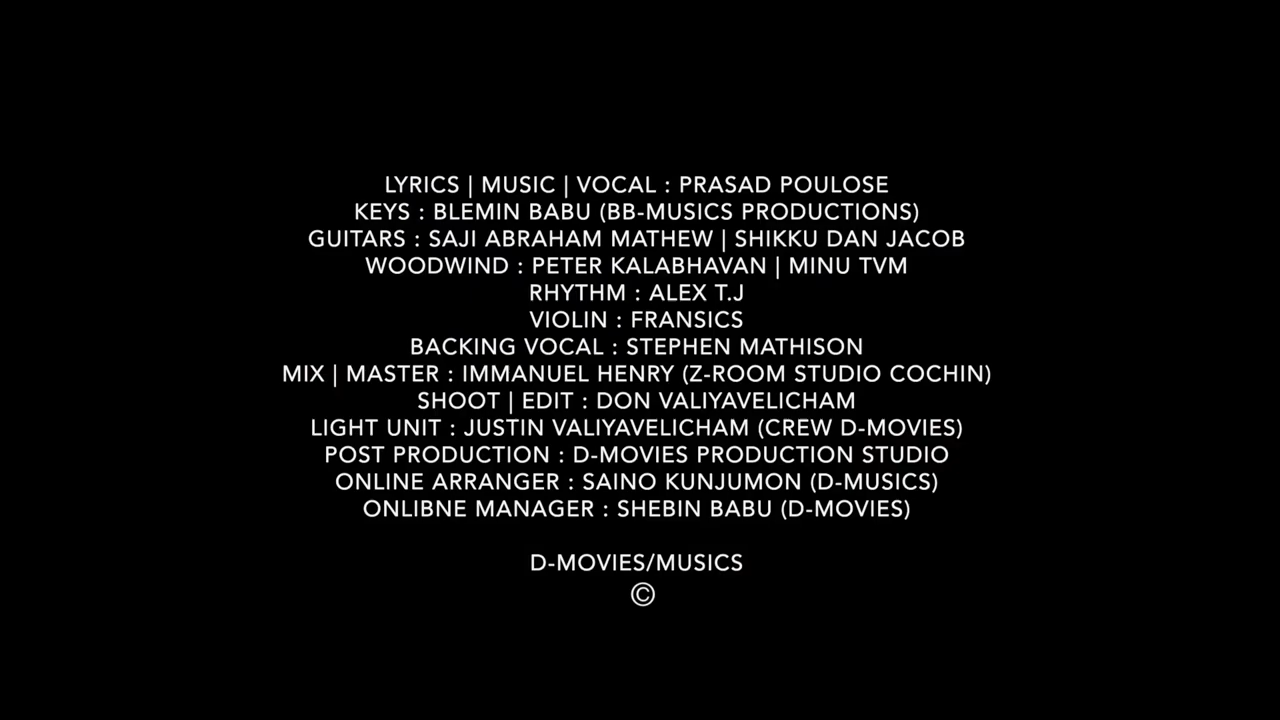 LYRICS | MUSIC | VOCAL : PRASAD POULOSE
KEYS : BLEMIN BABU (BB-MUSICS PRODUCTIONS)
GUITARS : SAJI ABRAHAM MATHEW | SHIKKU DAN JACOB
WOODWIND : PETER KALABHAVAN | MINU TVM
RHYTHM : ALEX T.J
VIOLIN : FRANSICS
BACKING VOCAL : STEPHEN MATHISON
MIX | MASTER : IMMANUEL HENRY (Z-ROOM STUDIO COCHIN)
SHOOT | EDIT : DON VALIYAVELICHAM
LIGHT UNIT : JUSTIN VALIYAVELICHAM (CREW D-MOVIES)
POST PRODUCTION : D-MOVIES PRODUCTION STUDIO
ONLINE ARRANGER : SAINO KUNJUMON (D-MUSICS)
ONLIBNE MANAGER : SHEBIN BABU (D-MOVIES)
D-MOVIES/MUSICS
©